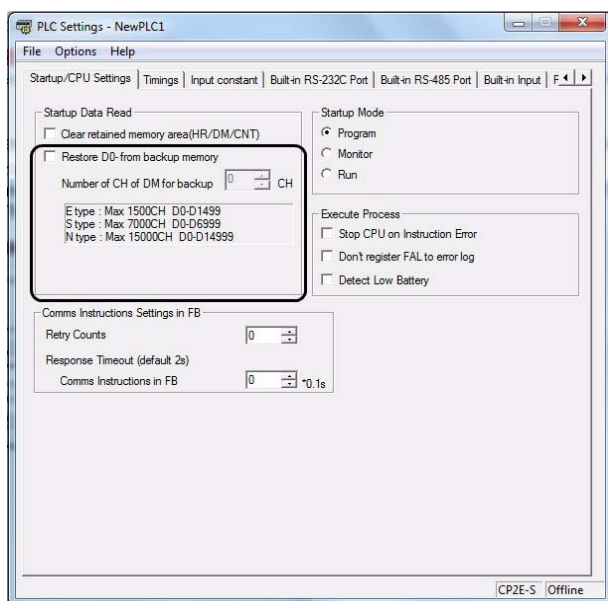 PLC Settings - NewPLC1
File Options Help
Startup/CPU Settings Timings Input constant Built-in RS-232C Port Built-in RS-485 Port Built-in Input F
Startup Data Read
Clear retained memory area(HR/DM/CNT)
Restore D0- from backup memory
Number of CH of DM for backup 0 CH
E type : Max 1500CH D0-D1499
S type : Max 7000CH D0-D6999
N type : Max 15000CH D0-D14999
Startup Mode
Program
Monitor
Run
Execute Process
Stop CPU on Instruction Error
Don't register FAL to error log
Detect Low Battery
Comms Instructions Settings in FB
Retry Counts 0
Response Timeout (default 2s)
Comms Instructions in FB 0 *0.1s
CP2E-S Offline